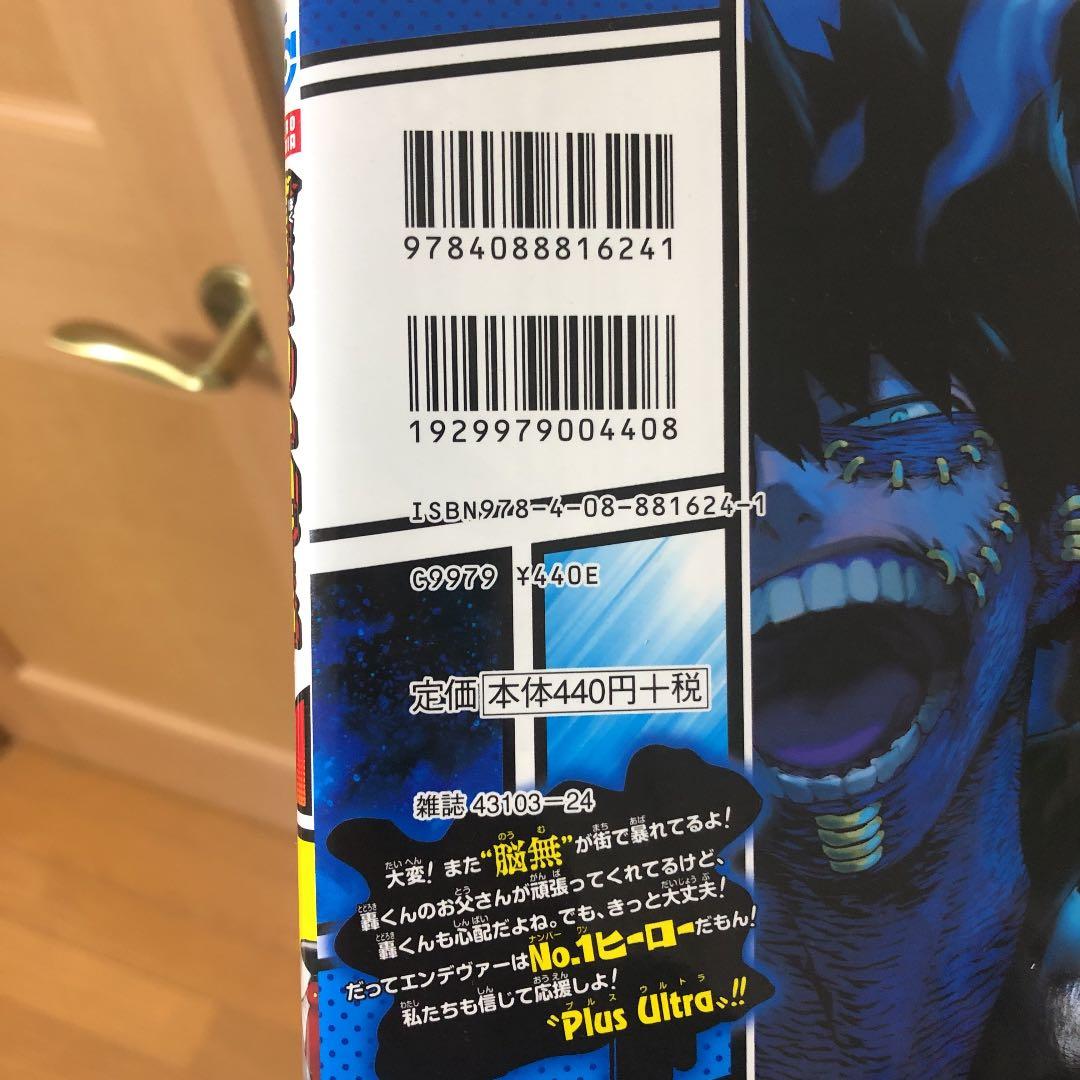 9784088816241
1929979004408
ISBN978-4-08-881624-1
C9979 ¥440E
定価 本体440円+税
雑誌 43103-24
大変！また“脳無”が街で暴れてるよ！
轟くんのお父さんが頑張ってくれてるけど、
轟くんも心配だよね。でも、きっと大丈夫！
だってエンデヴァーはNo.1ヒーローだもん！
私たちも信じて応援しよ！
〝Plus Ultra〟!!